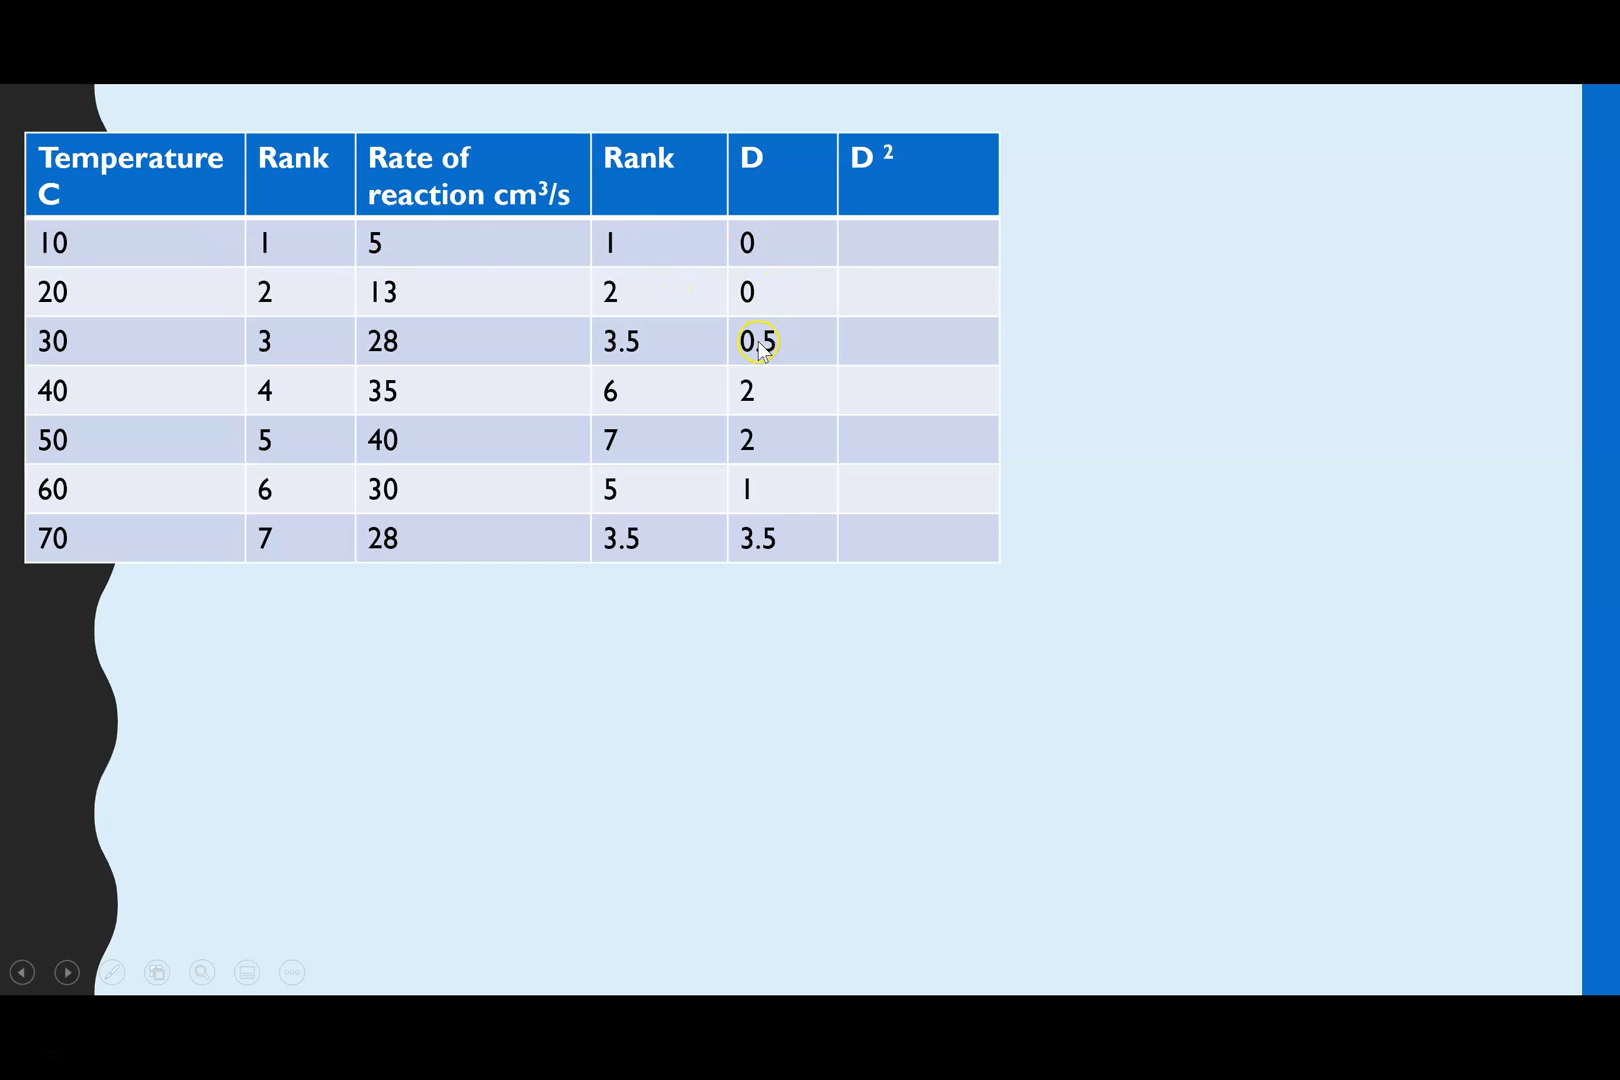 Temperature C Rank Rate of reaction cm³/s Rank D D ²
10 1 5 1 0
20 2 13 2 0
30 3 28 3.5 0.5
40 4 35 6 2
50 5 40 7 2
60 6 30 5 1
70 7 28 3.5 3.5